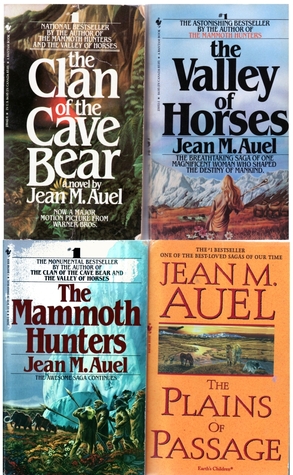 NATIONAL BESTSELLER
BY THE AUTHOR OF
THE MAMMOTH HUNTERS
AND THE VALLEY OF HORSES
the
Clan
of the
Cave
Bear
a novel by
Jean M. Auel
NOW A MAJOR
MOTION PICTURE FROM
WARNER BROS.
#1
THE ASTONISHING BESTSELLER
BY THE AUTHOR OF
THE MAMMOTH HUNTERS
the
Valley
of
Horses
Jean M. Auel
THE BREATHTAKING SAGA OF ONE
MAGNIFICENT WOMAN WHO SHAPED
THE DESTINY OF MANKIND.
#1
THE MONUMENTAL BESTSELLER
BY THE AUTHOR OF
THE CLAN OF THE CAVE BEAR AND
THE VALLEY OF HORSES
The
Mammoth
Hunters
Jean M. Auel
THE AWESOME SAGA CONTINUES
THE #1 BESTSELLER
ONE OF THE BEST-LOVED SAGAS OF OUR TIME
JEAN M.
AUEL
THE
PLAINS OF
PASSAGE
Earth's Children®